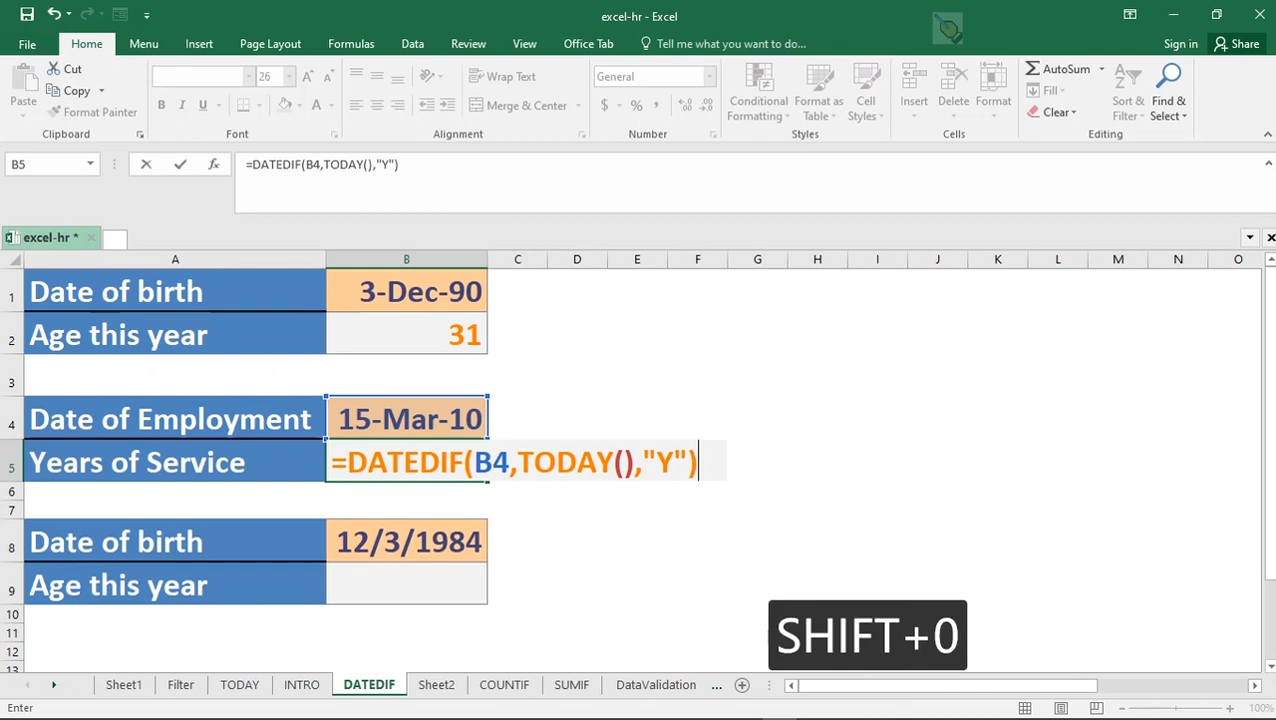 excel-hr - Excel
File Home Menu Insert Page Layout Formulas Data Review View Office Tab Tell me what you want to do... Sign in Share
Paste Cut 26 Wrap Text General Conditional Formatting Format as Table Cell Styles Insert Delete Format AutoSum Sort & Filter Find & Select
Copy B I U A Merge & Center $ % , Fill
Format Painter Clear
Clipboard Font Alignment Number Styles Cells Editing
B5 fx =DATEDIF(B4,TODAY(),"Y")
excel-hr *
A B C D E F G H I J K L M N O
1 Date of birth 3-Dec-90
2 Age this year 31
3
4 Date of Employment 15-Mar-10
5 Years of Service =DATEDIF(B4,TODAY(),"Y")
6
7
8 Date of birth 12/3/1984
9 Age this year
10
11
12
13
SHIFT+0
Sheet1 Filter TODAY INTRO DATEDIF Sheet2 COUNTIF SUMIF DataValidation ...
Enter 100%